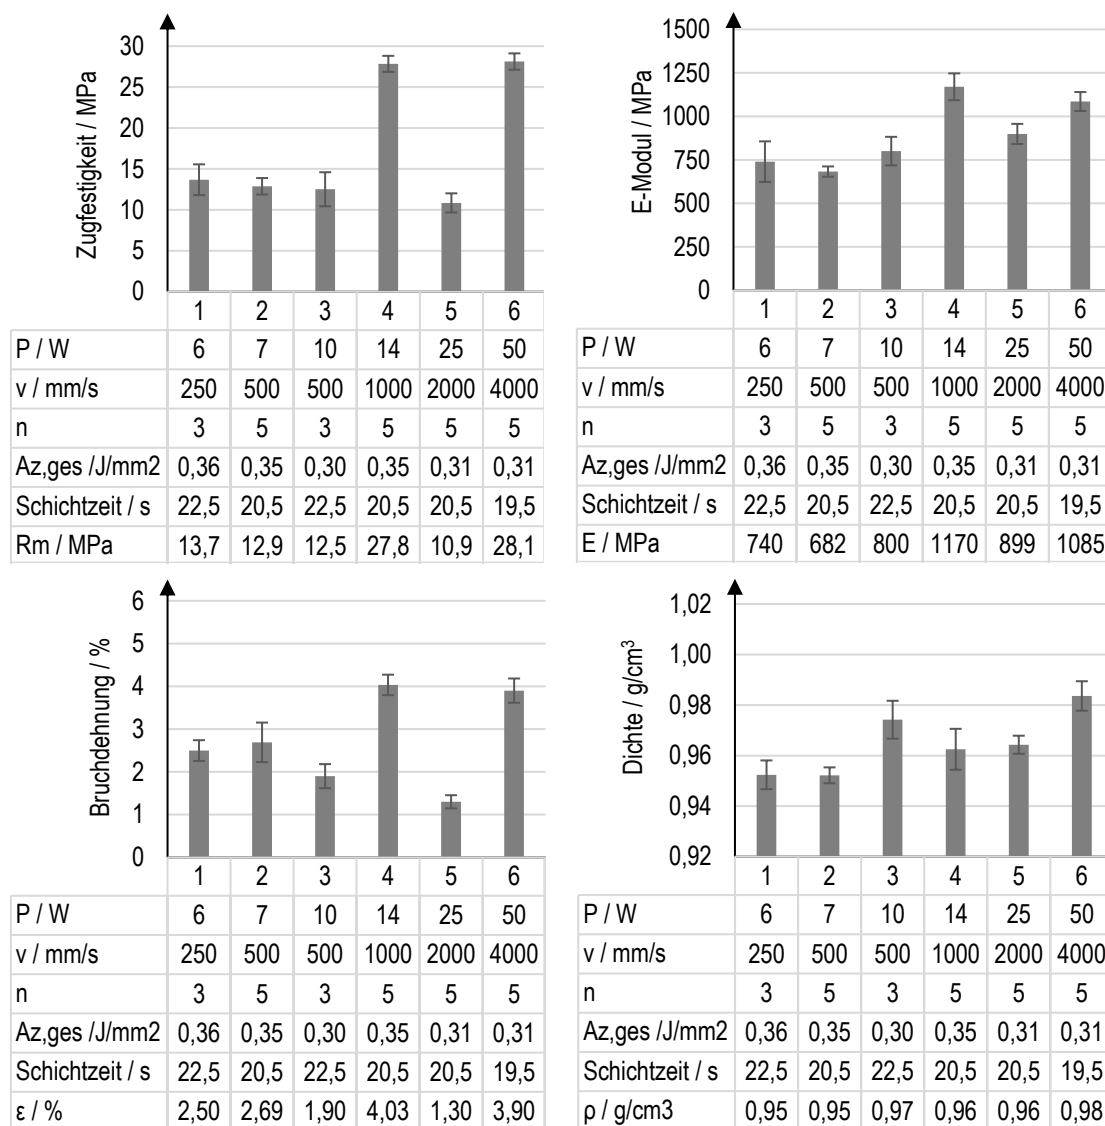 Zugfestigkeit / MPa
30
25
20
15
10
5
0
1 2 3 4 5 6
P / W 6 7 10 14 25 50
v / mm/s 250 500 500 1000 2000 4000
n 3 5 3 5 5 5
Az,ges /J/mm2 0,36 0,35 0,30 0,35 0,31 0,31
Schichtzeit / s 22,5 20,5 22,5 20,5 20,5 19,5
Rm / MPa 13,7 12,9 12,5 27,8 10,9 28,1
E-Modul / MPa
1500
1250
1000
750
500
250
0
1 2 3 4 5 6
P / W 6 7 10 14 25 50
v / mm/s 250 500 500 1000 2000 4000
n 3 5 3 5 5 5
Az,ges /J/mm2 0,36 0,35 0,30 0,35 0,31 0,31
Schichtzeit / s 22,5 20,5 22,5 20,5 20,5 19,5
E / MPa 740 682 800 1170 899 1085
Bruchdehnung / %
6
5
4
3
2
1
0
1 2 3 4 5 6
P / W 6 7 10 14 25 50
v / mm/s 250 500 500 1000 2000 4000
n 3 5 3 5 5 5
Az,ges /J/mm2 0,36 0,35 0,30 0,35 0,31 0,31
Schichtzeit / s 22,5 20,5 22,5 20,5 20,5 19,5
ε / % 2,50 2,69 1,90 4,03 1,30 3,90
Dichte / g/cm³
1,02
1,00
0,98
0,96
0,94
0,92
1 2 3 4 5 6
P / W 6 7 10 14 25 50
v / mm/s 250 500 500 1000 2000 4000
n 3 5 3 5 5 5
Az,ges /J/mm2 0,36 0,35 0,30 0,35 0,31 0,31
Schichtzeit / s 22,5 20,5 22,5 20,5 20,5 19,5
ρ / g/cm3 0,95 0,95 0,97 0,96 0,96 0,98